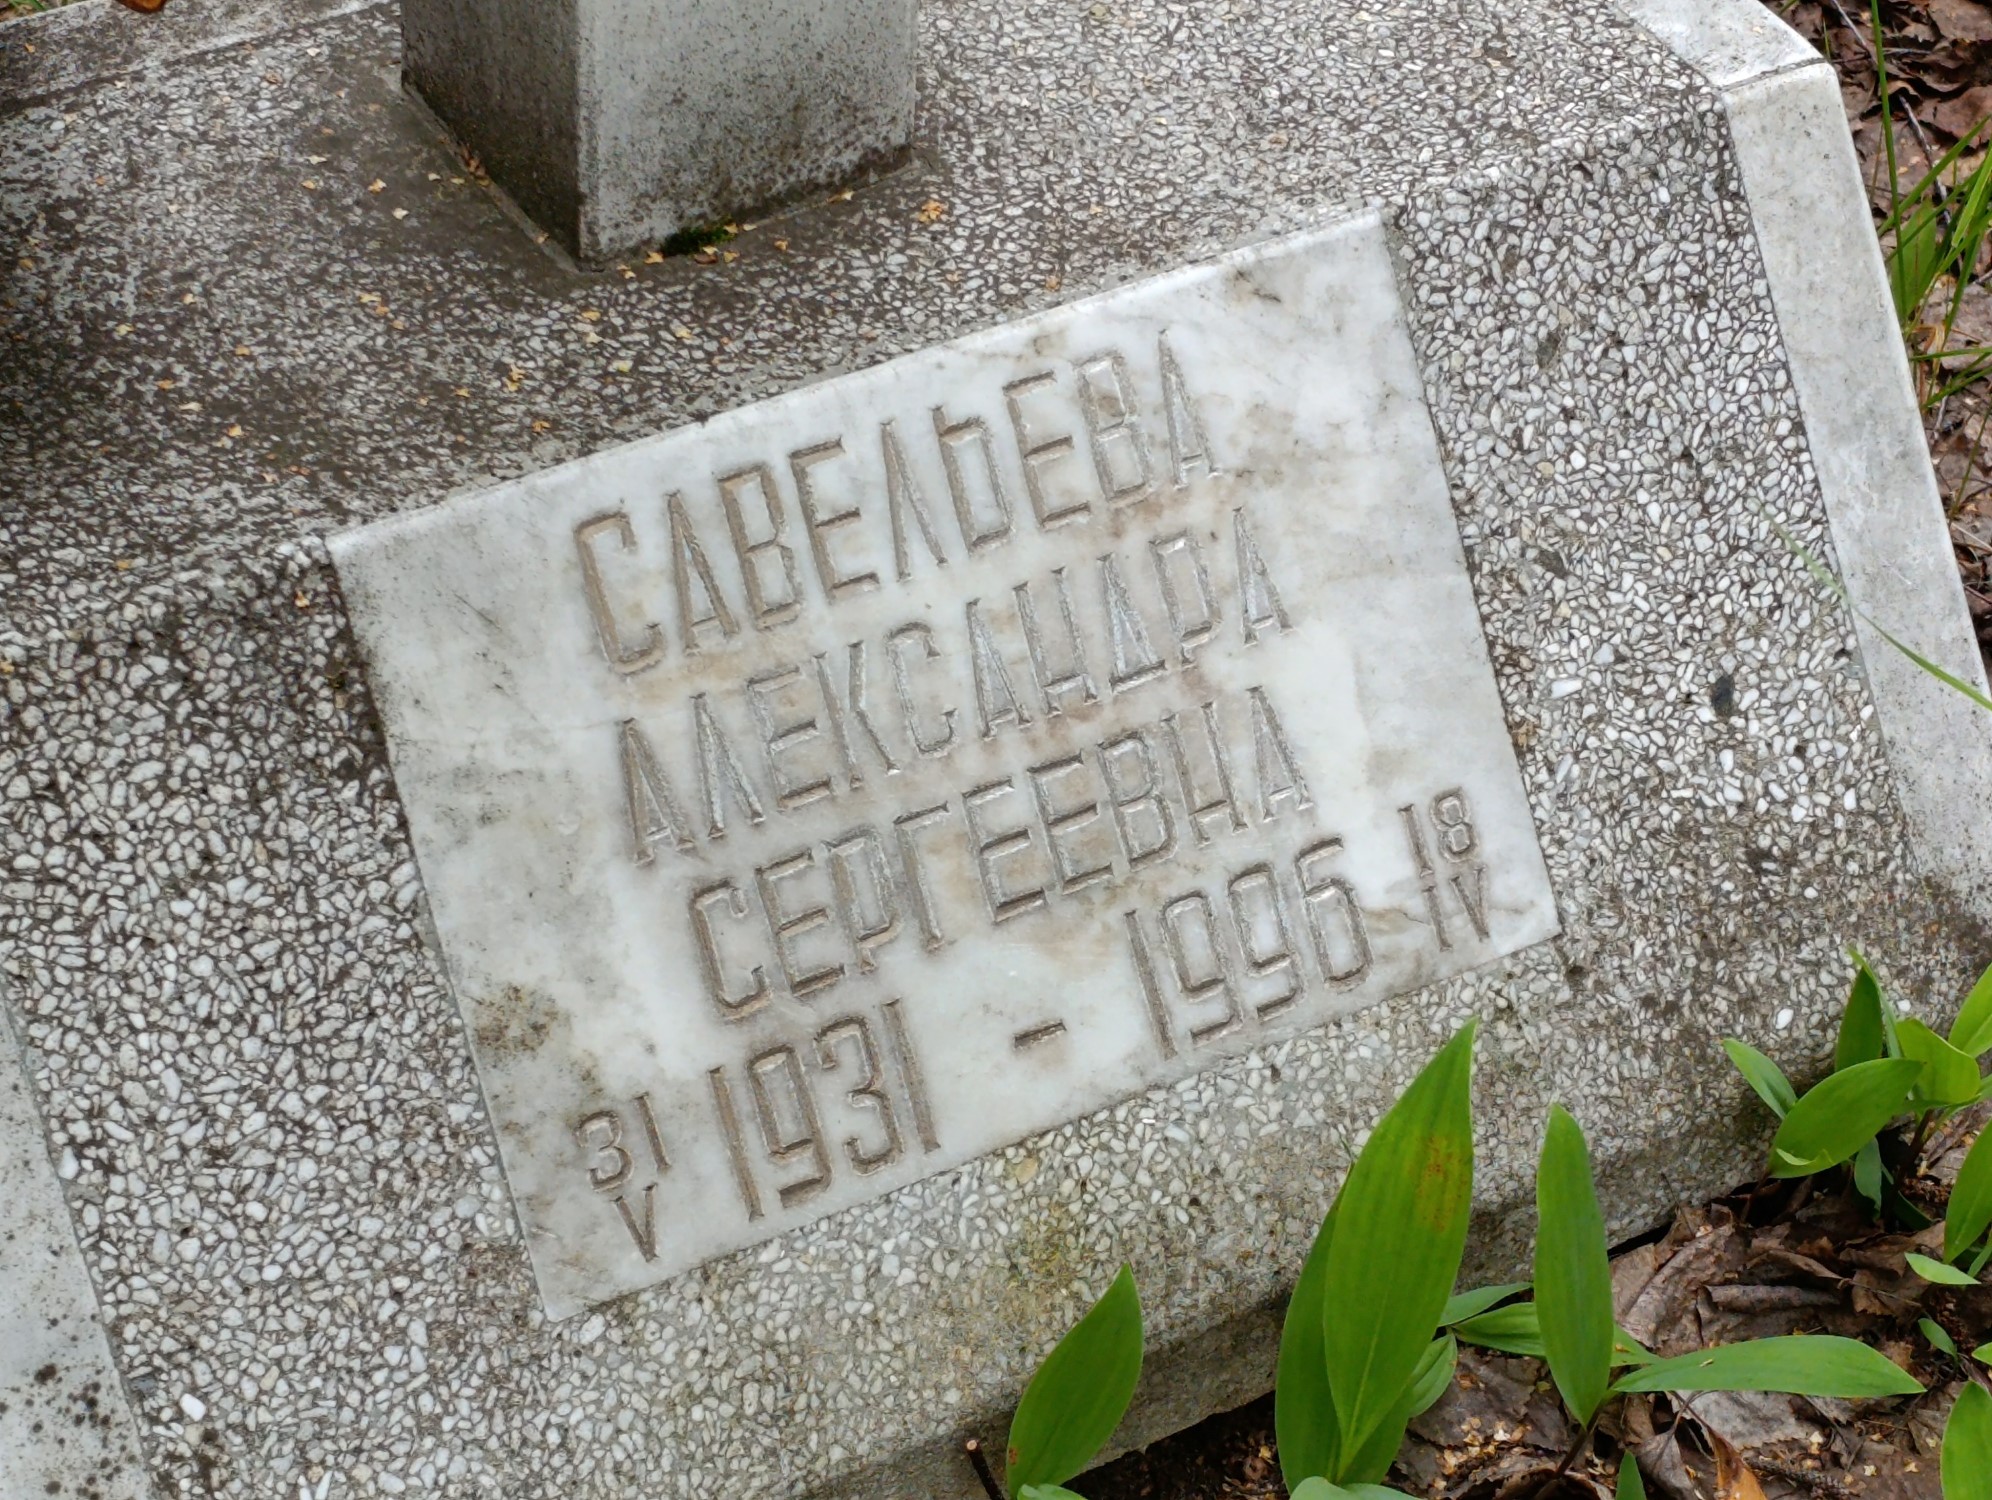 САВЕЛЬЕВА
АЛЕКСАНДРА
СЕРГЕЕВНА
31 V 1931 - 1996 18 IV